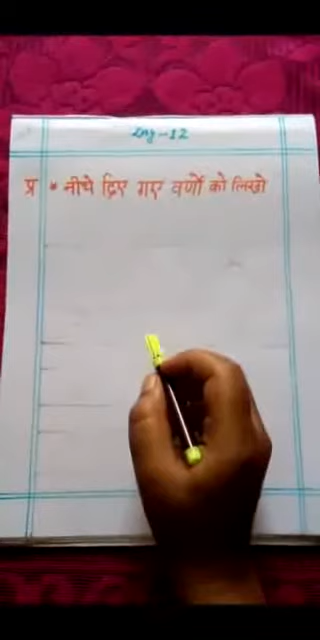 Day-12
प्र * नीचे दिए गए वर्णों को लिखो